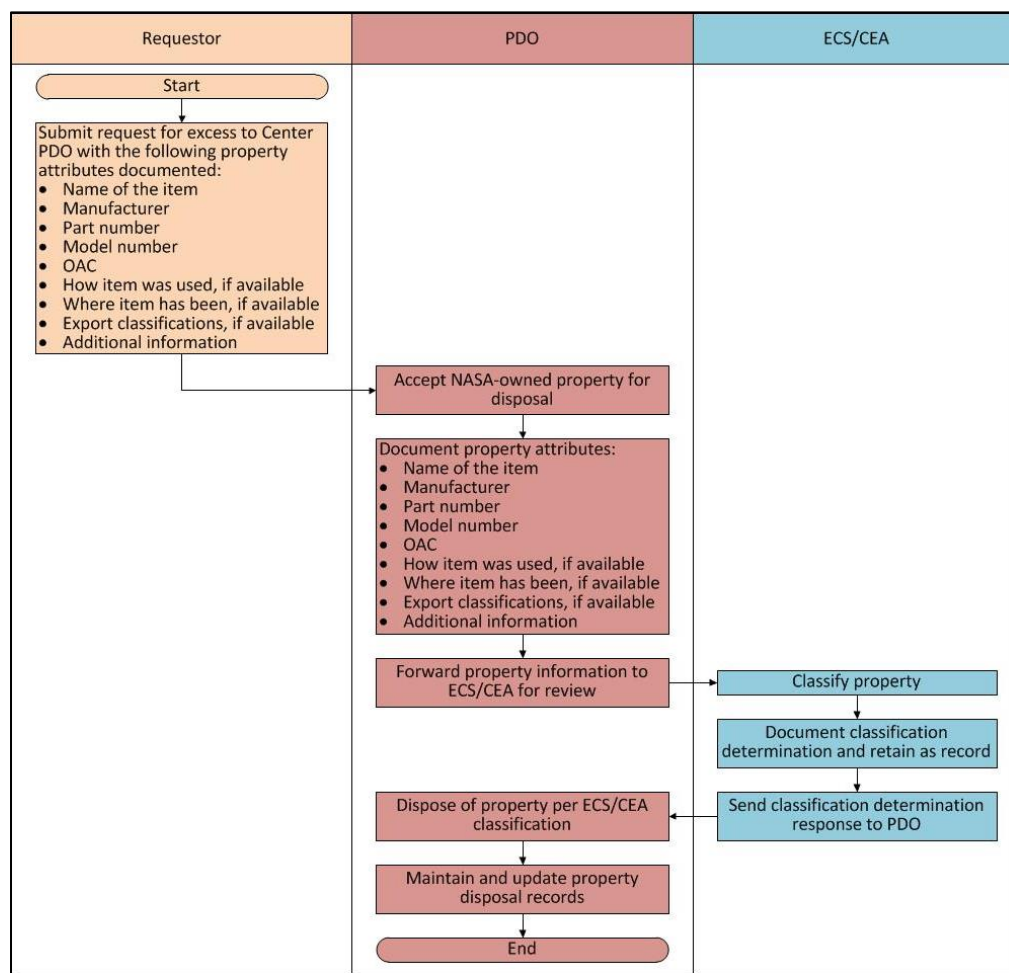 Requestor
PDO
ECS/CEA
Start
Submit request for excess to Center
PDO with the following property
attributes documented:
• Name of the item
• Manufacturer
• Part number
• Model number
• OAC
• How item was used, if available
• Where item has been, if available
• Export classifications, if available
• Additional information
Accept NASA-owned property for
disposal
Document property attributes:
• Name of the item
• Manufacturer
• Part number
• Model number
• OAC
• How item was used, if available
• Where item has been, if available
• Export classifications, if available
• Additional information
Forward property information to
ECS/CEA for review
Classify property
Document classification
determination and retain as record
Send classification determination
response to PDO
Dispose of property per ECS/CEA
classification
Maintain and update property
disposal records
End